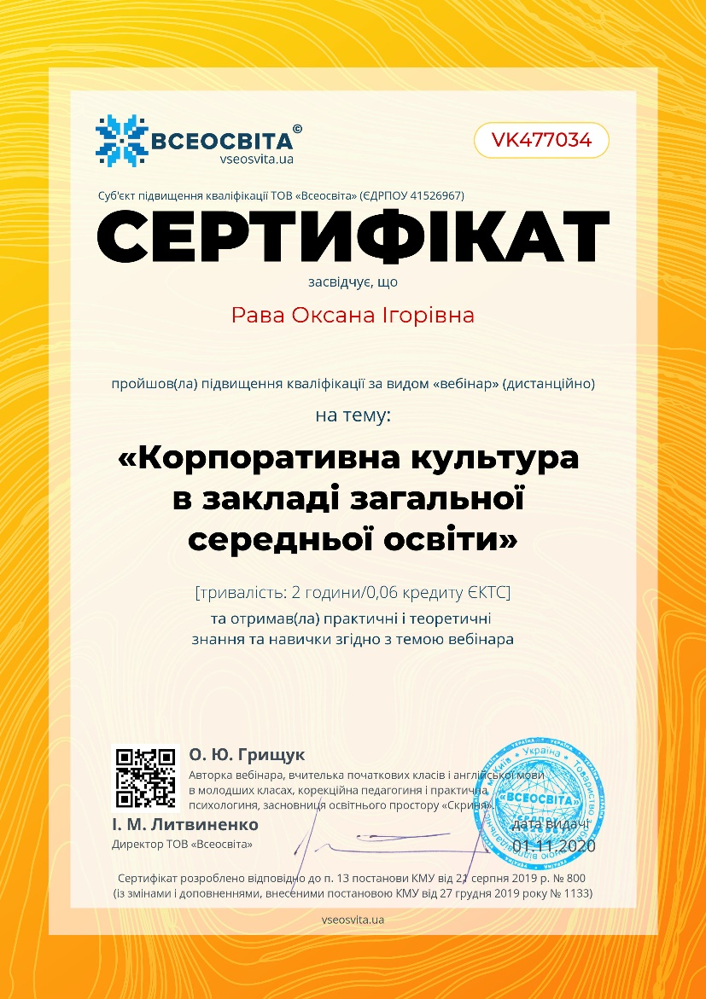 ВСЕОСВІТА©
vseosvita.ua
VK477034
Суб'єкт підвищення кваліфікації ТОВ «Всеосвіта» (ЄДРПОУ 41526967)
СЕРТИФІКАТ
засвідчує, що
Рава Оксана Ігорівна
пройшов(ла) підвищення кваліфікації за видом «вебінар» (дистанційно)
на тему:
«Корпоративна культура
в закладі загальної
середньої освіти»
[тривалість: 2 години/0,06 кредиту ЄКТС]
та отримав(ла) практичні і теоретичні
знання та навички згідно з темою вебінара
О. Ю. Грищук
Авторка вебінара, вчителька початкових класів і англійської мови
в молодших класах, корекційна педагогиня і практична
психологиня, засновниця освітнього простору «Скриня».
І. М. Литвиненко
Директор ТОВ «Всеосвіта»
м. Київ * Україна * Товариство з
«ВСЕОСВІТА»
дата видачі
01.11.2020
Сертифікат розроблено відповідно до п. 13 постанови КМУ від 21 серпня 2019 р. № 800
(із змінами і доповненнями, внесеними постановою КМУ від 27 грудня 2019 року № 1133)
vseosvita.ua